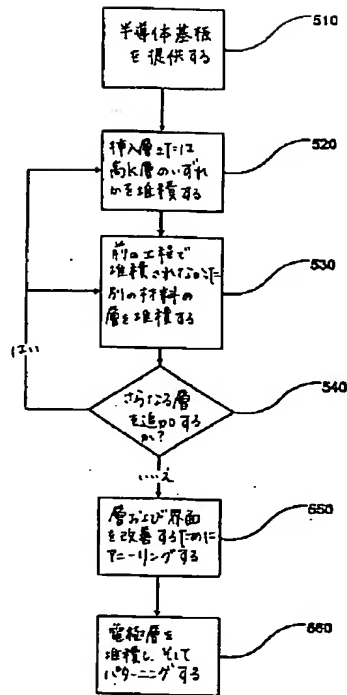 半導体基板
を提供する
510
挿入層または
高K層のいずれ
かを堆積する
520
前の工程で
堆積されなかった
別の材料の
層を堆積する
530
はい
さらなる層
を追加する
か?
540
いいえ
層および界面
を改善するために
アニーリングする
550
電極層を
堆積し、そして
パターニングする
560